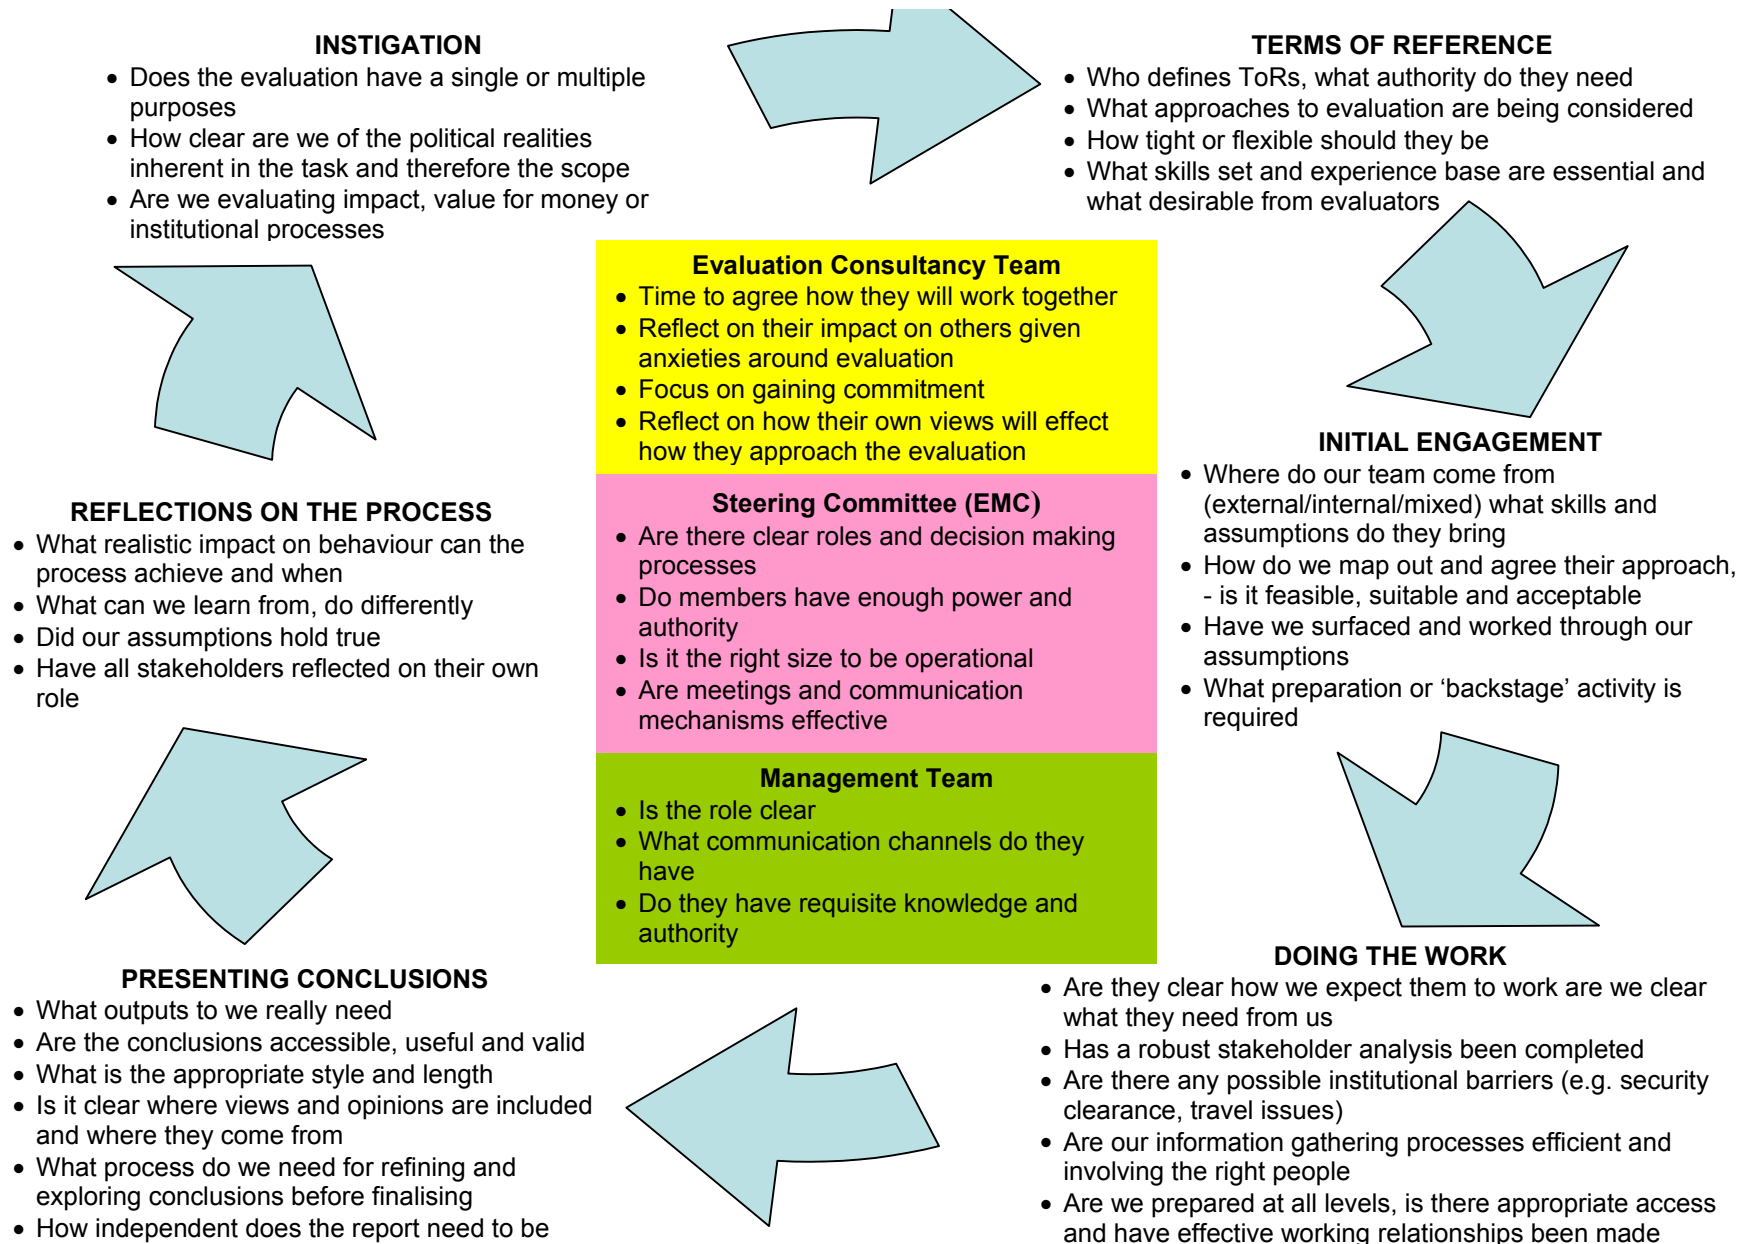 INSTIGATION
• Does the evaluation have a single or multiple
purposes
• How clear are we of the political realities
inherent in the task and therefore the scope
• Are we evaluating impact, value for money or
institutional processes
TERMS OF REFERENCE
• Who defines ToRs, what authority do they need
• What approaches to evaluation are being considered
• How tight or flexible should they be
• What skills set and experience base are essential and
what desirable from evaluators
Evaluation Consultancy Team
• Time to agree how they will work together
• Reflect on their impact on others given
anxieties around evaluation
• Focus on gaining commitment
• Reflect on how their own views will effect
how they approach the evaluation
INITIAL ENGAGEMENT
• Where do our team come from
(external/internal/mixed) what skills and
assumptions do they bring
• How do we map out and agree their approach,
- is it feasible, suitable and acceptable
• Have we surfaced and worked through our
assumptions
• What preparation or ‘backstage’ activity is
required
REFLECTIONS ON THE PROCESS
• What realistic impact on behaviour can the
process achieve and when
• What can we learn from, do differently
• Did our assumptions hold true
• Have all stakeholders reflected on their own
role
Steering Committee (EMC)
• Are there clear roles and decision making
processes
• Do members have enough power and
authority
• Is it the right size to be operational
• Are meetings and communication
mechanisms effective
Management Team
• Is the role clear
• What communication channels do they
have
• Do they have requisite knowledge and
authority
DOING THE WORK
• Are they clear how we expect them to work are we clear
what they need from us
• Has a robust stakeholder analysis been completed
• Are there any possible institutional barriers (e.g. security
clearance, travel issues)
• Are our information gathering processes efficient and
involving the right people
• Are we prepared at all levels, is there appropriate access
and have effective working relationships been made
PRESENTING CONCLUSIONS
• What outputs to we really need
• Are the conclusions accessible, useful and valid
• What is the appropriate style and length
• Is it clear where views and opinions are included
and where they come from
• What process do we need for refining and
exploring conclusions before finalising
• How independent does the report need to be